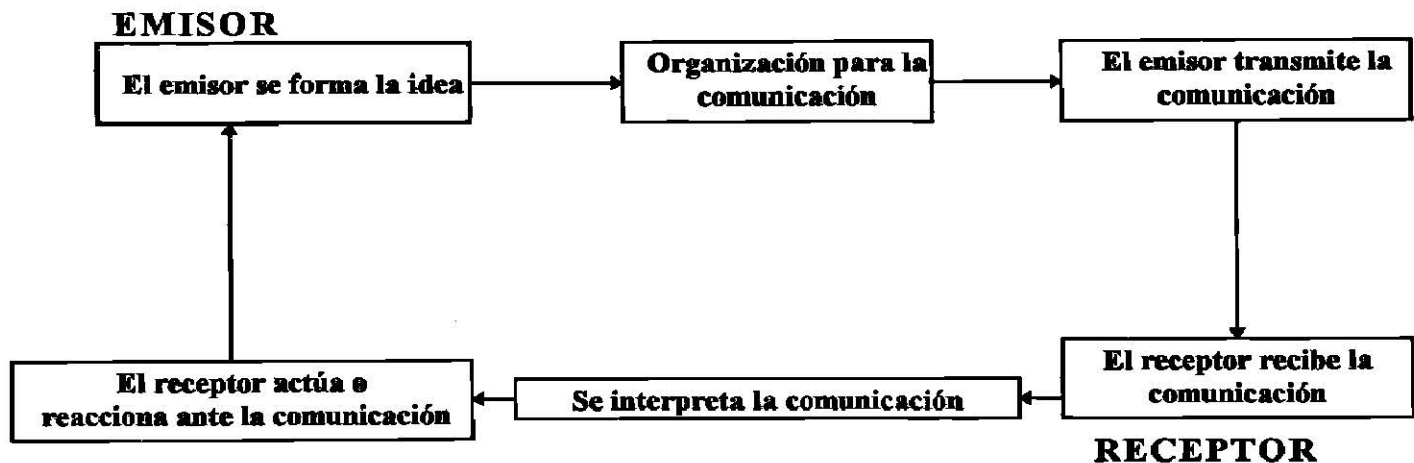 EMISOR
El emisor se forma la idea
Organización para la
comunicación
El emisor transmite la
comunicación
El receptor recibe la
comunicación
Se interpreta la comunicación
El receptor actúa o
reacciona ante la comunicación
RECEPTOR